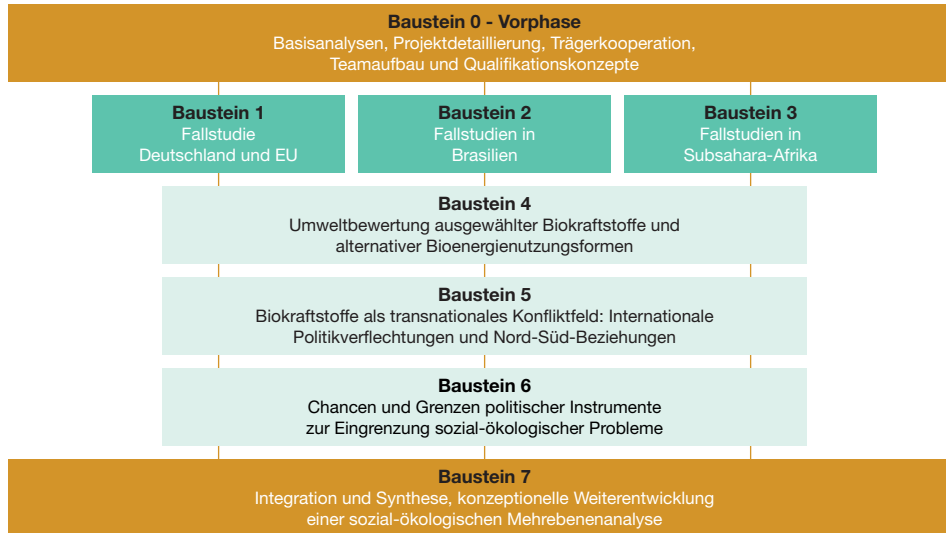 Baustein 0 - Vorphase
Basisanalysen, Projektdetaillierung, Trägerkooperation,
Teamaufbau und Qualifikationskonzepte
Baustein 1
Fallstudie
Deutschland und EU
Baustein 2
Fallstudien in
Brasilien
Baustein 3
Fallstudien in
Subsahara-Afrika
Baustein 4
Umweltbewertung ausgewählter Biokraftstoffe und
alternativer Bioenergienutzungsformen
Baustein 5
Biokraftstoffe als transnationales Konfliktfeld: Internationale
Politikverflechtungen und Nord-Süd-Beziehungen
Baustein 6
Chancen und Grenzen politischer Instrumente
zur Eingrenzung sozial-ökologischer Probleme
Baustein 7
Integration und Synthese, konzeptionelle Weiterentwicklung
einer sozial-ökologischen Mehrebenenanalyse